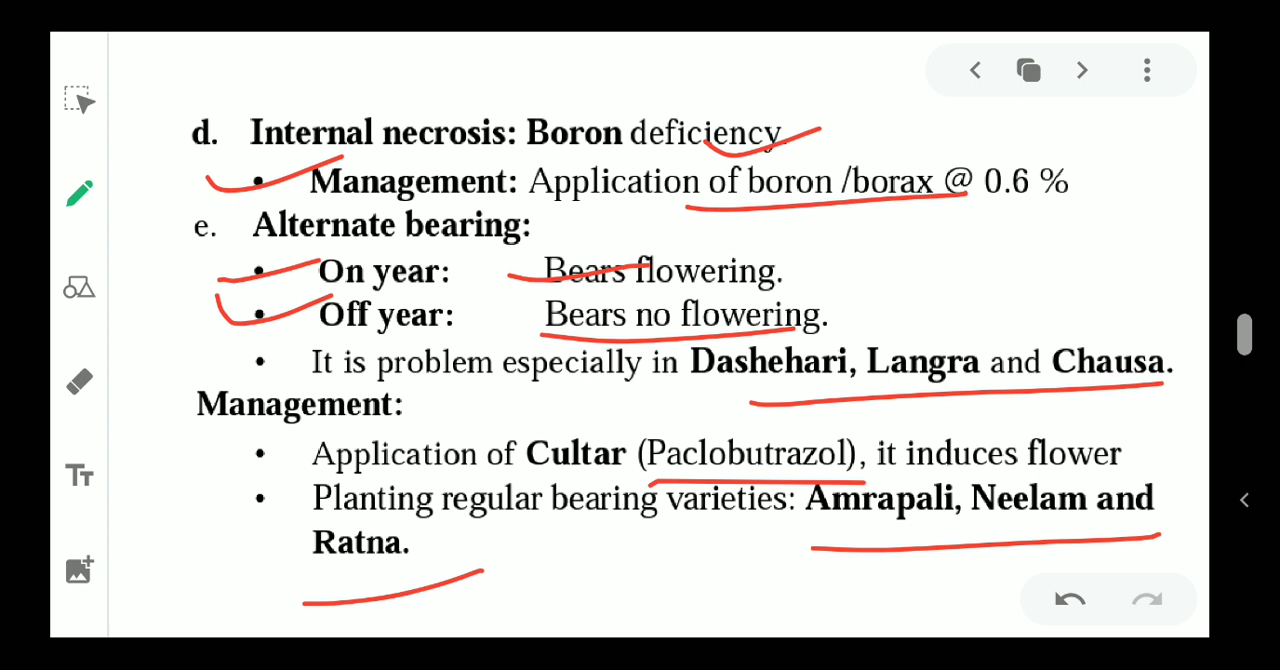 d. Internal necrosis: Boron deficiency.
• Management: Application of boron /borax @ 0.6 %
e. Alternate bearing:
• On year: Bears flowering.
• Off year: Bears no flowering.
• It is problem especially in Dashehari, Langra and Chausa.
Management:
• Application of Cultar (Paclobutrazol), it induces flower
• Planting regular bearing varieties: Amrapali, Neelam and
Ratna.